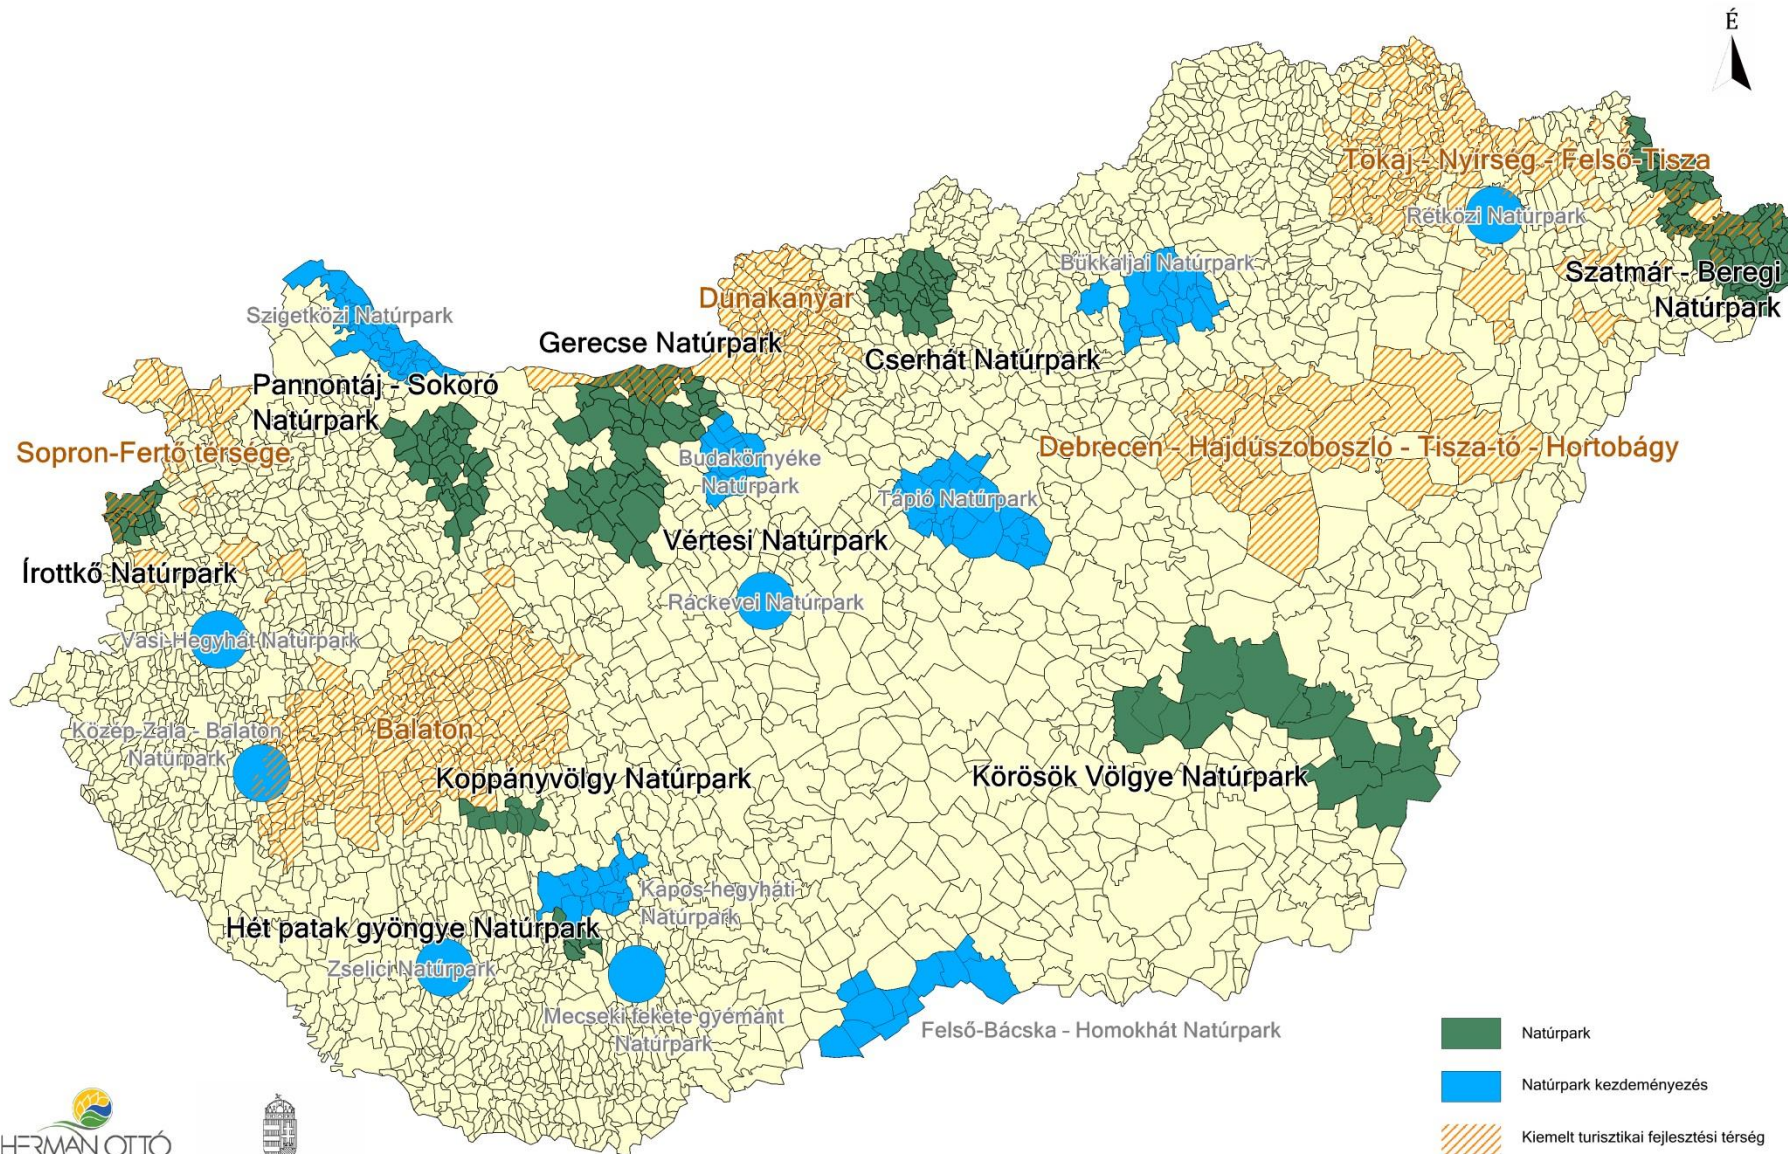 É
Tokaj - Nyírség - Felső-Tisza
Rétközi Natúrpark
Bükkaljai Natúrpark
Szatmár - Beregi
Natúrpark
Dunakanyar
Szigetközi Natúrpark
Gerecse Natúrpark
Cserhát Natúrpark
Pannontáj - Sokoró
Natúrpark
Sopron-Fertő térsége
Budakörnyéke
Natúrpark
Debrecen - Hajdúszoboszló - Tisza-tó - Hortobágy
Tápió Natúrpark
Vértesi Natúrpark
Írottkő Natúrpark
Ráckevei Natúrpark
Vasi-Hegyhát Natúrpark
Közép-Zala - Balaton
Natúrpark
Balaton
Koppányvölgy Natúrpark
Körösök Völgye Natúrpark
Kapos-hegyháti
Natúrpark
Hét patak gyöngye Natúrpark
Zselici Natúrpark
Mecseki fekete gyémánt
Natúrpark
Felső-Bácska - Homokhát Natúrpark
Natúrpark
Natúrpark kezdeményezés
Kiemelt turisztikai fejlesztési térség
HERMAN OTTÓ